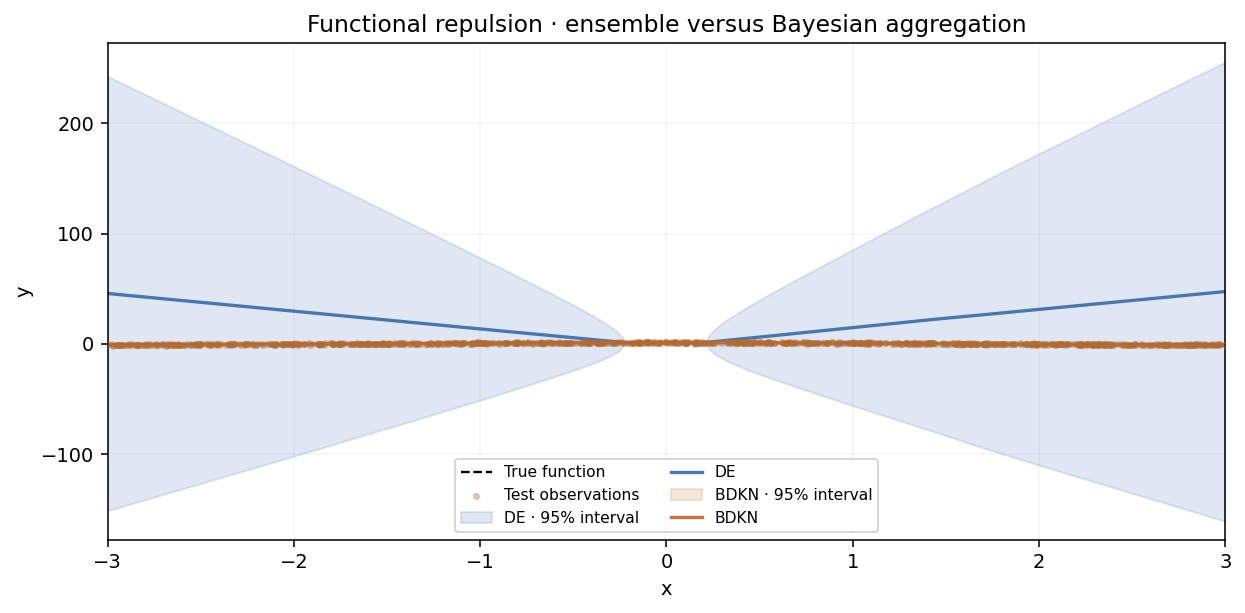 Functional repulsion · ensemble versus Bayesian aggregation
y
200
100
0
−100
−3
−2
−1
0
1
2
3
x
True function
Test observations
DE · 95% interval
DE
BDKN · 95% interval
BDKN